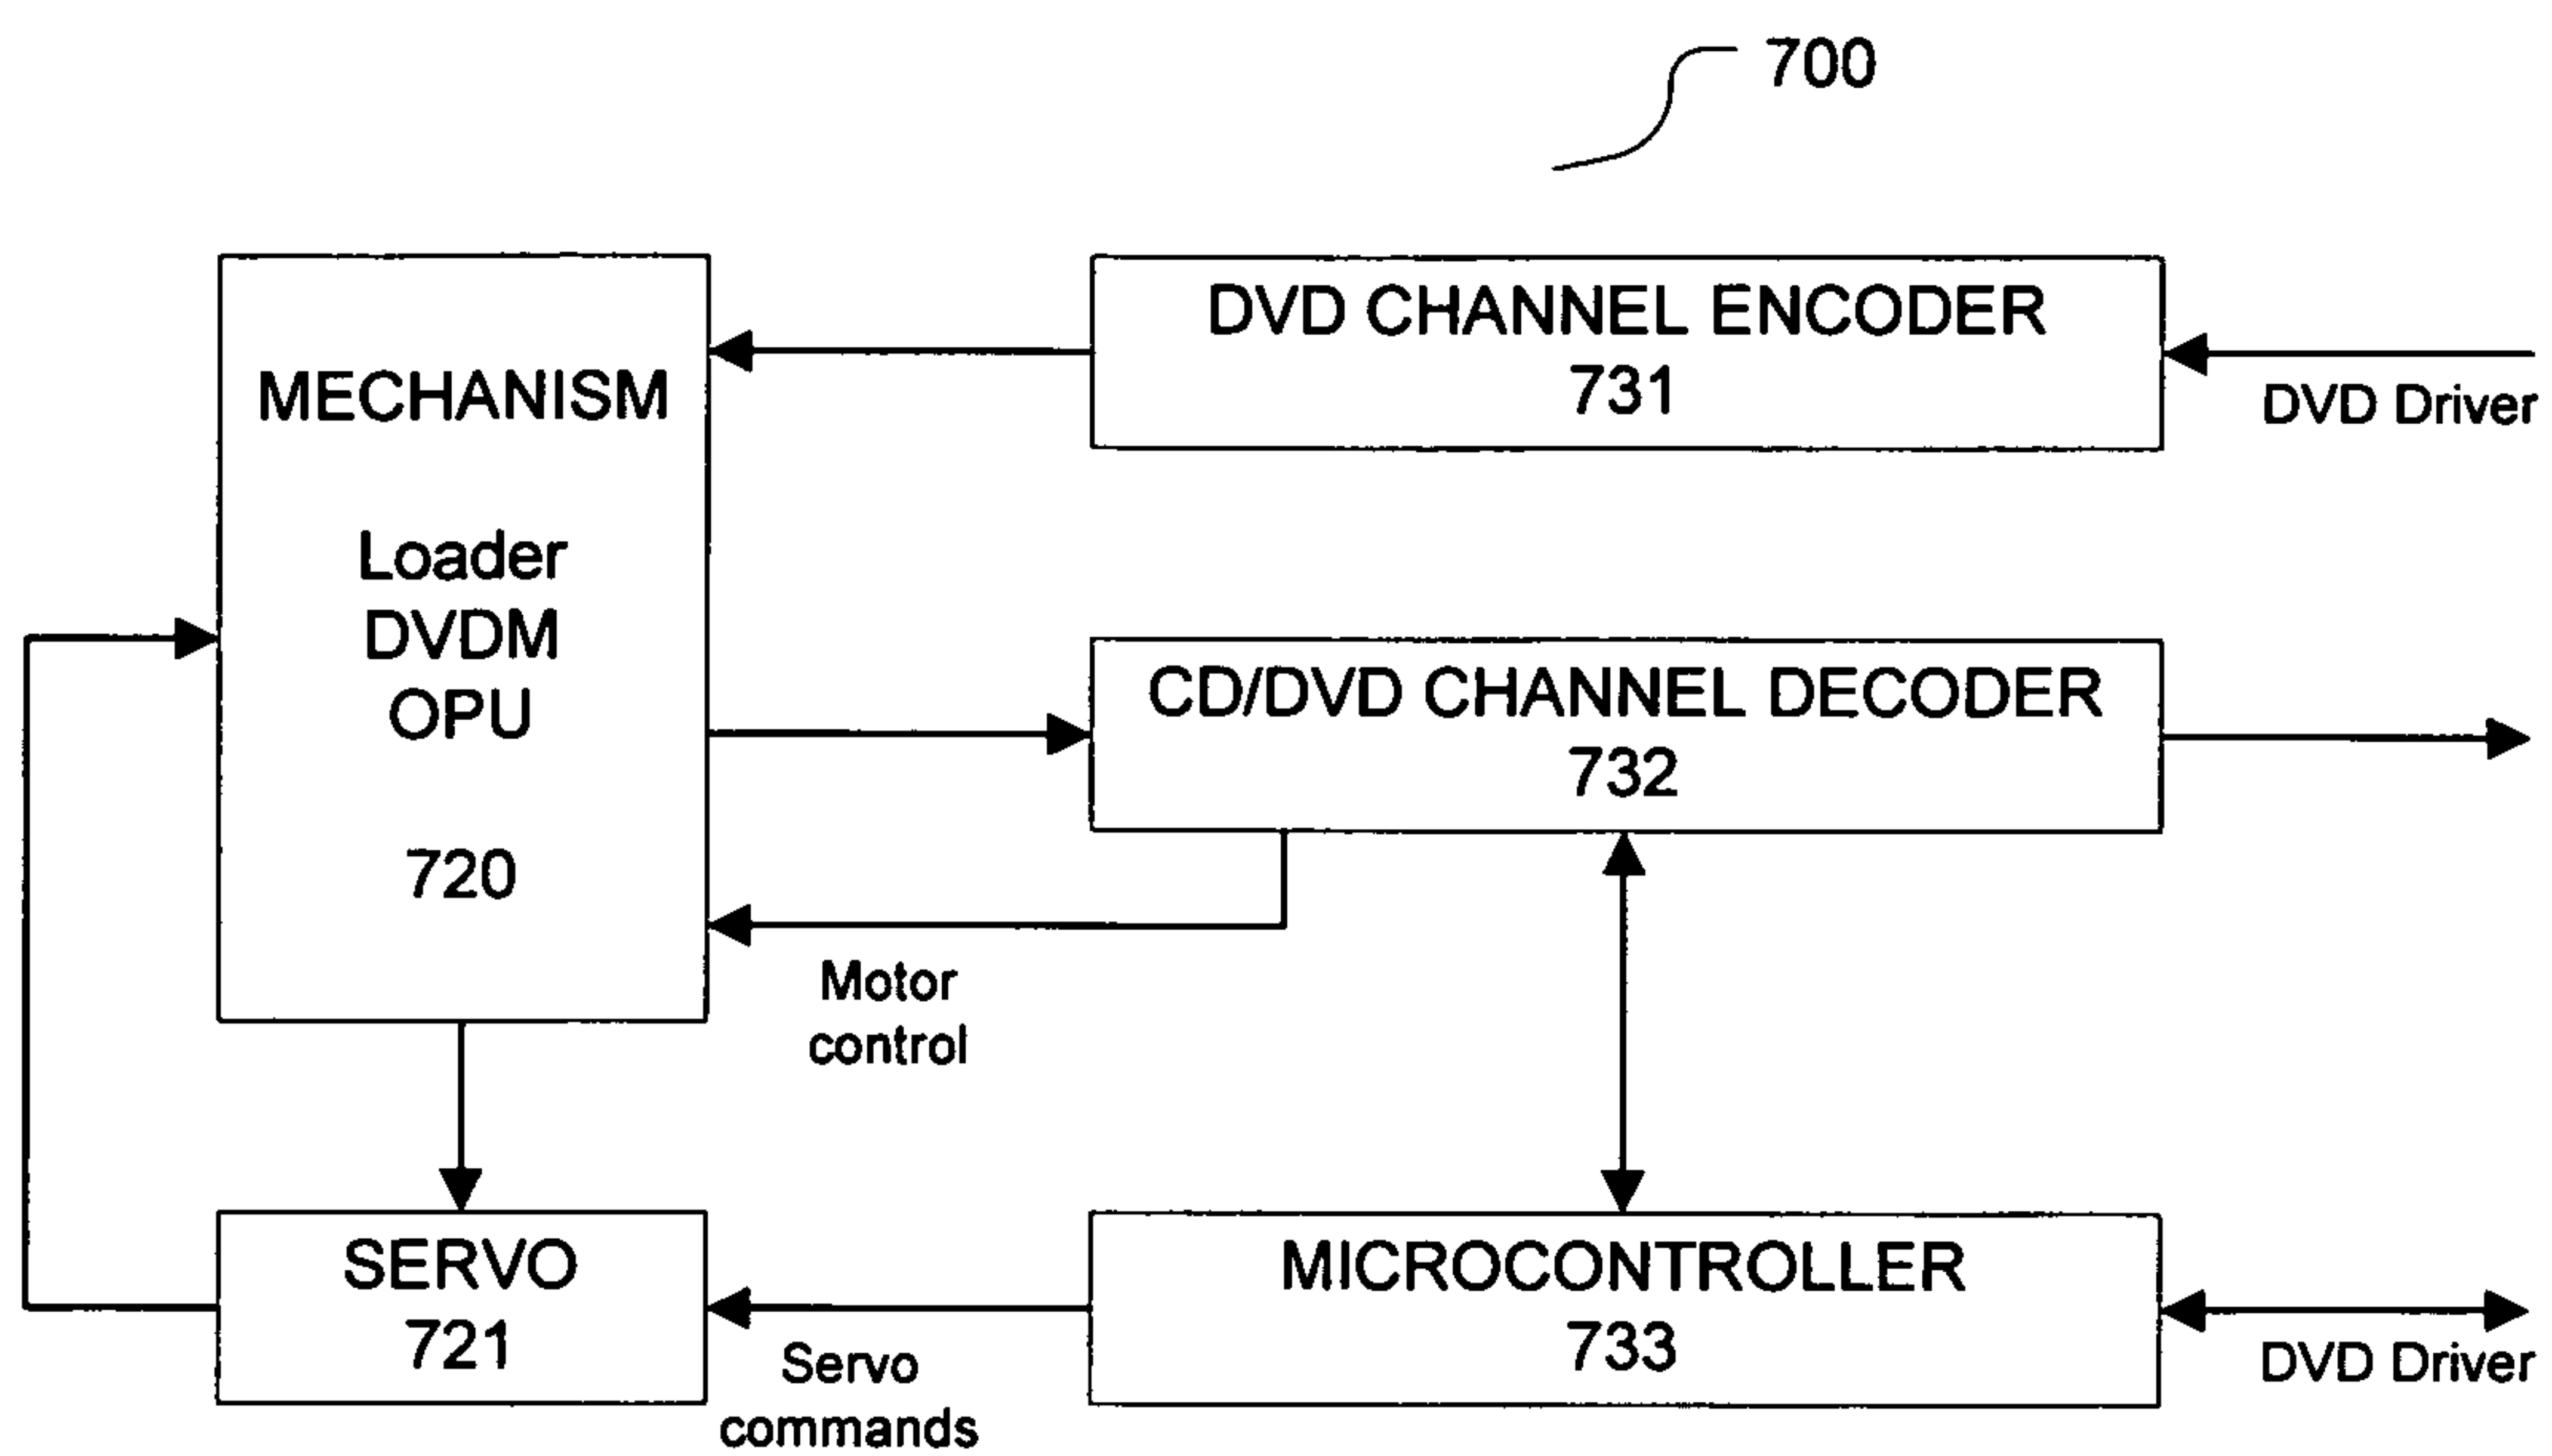 700
DVD CHANNEL ENCODER
731
DVD Driver
MECHANISM
Loader
DVDM
OPU
720
CD/DVD CHANNEL DECODER
732
Motor
control
SERVO
721
Servo
commands
MICROCONTROLLER
733
DVD Driver